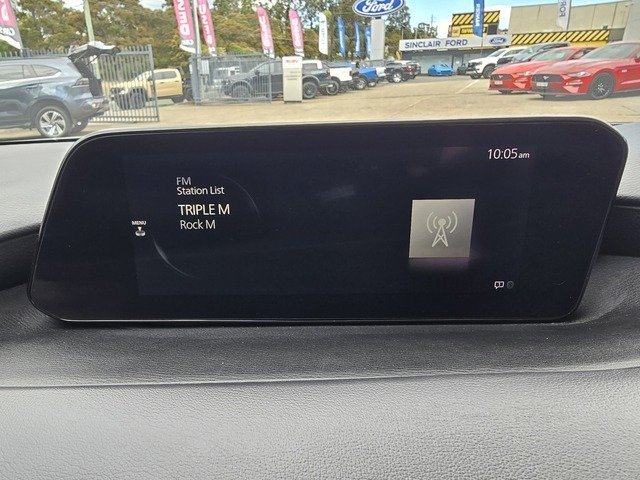 Ford
SINCLAIR FORD
10:05am
FM
Station List
TRIPLE M
Rock M
MENU